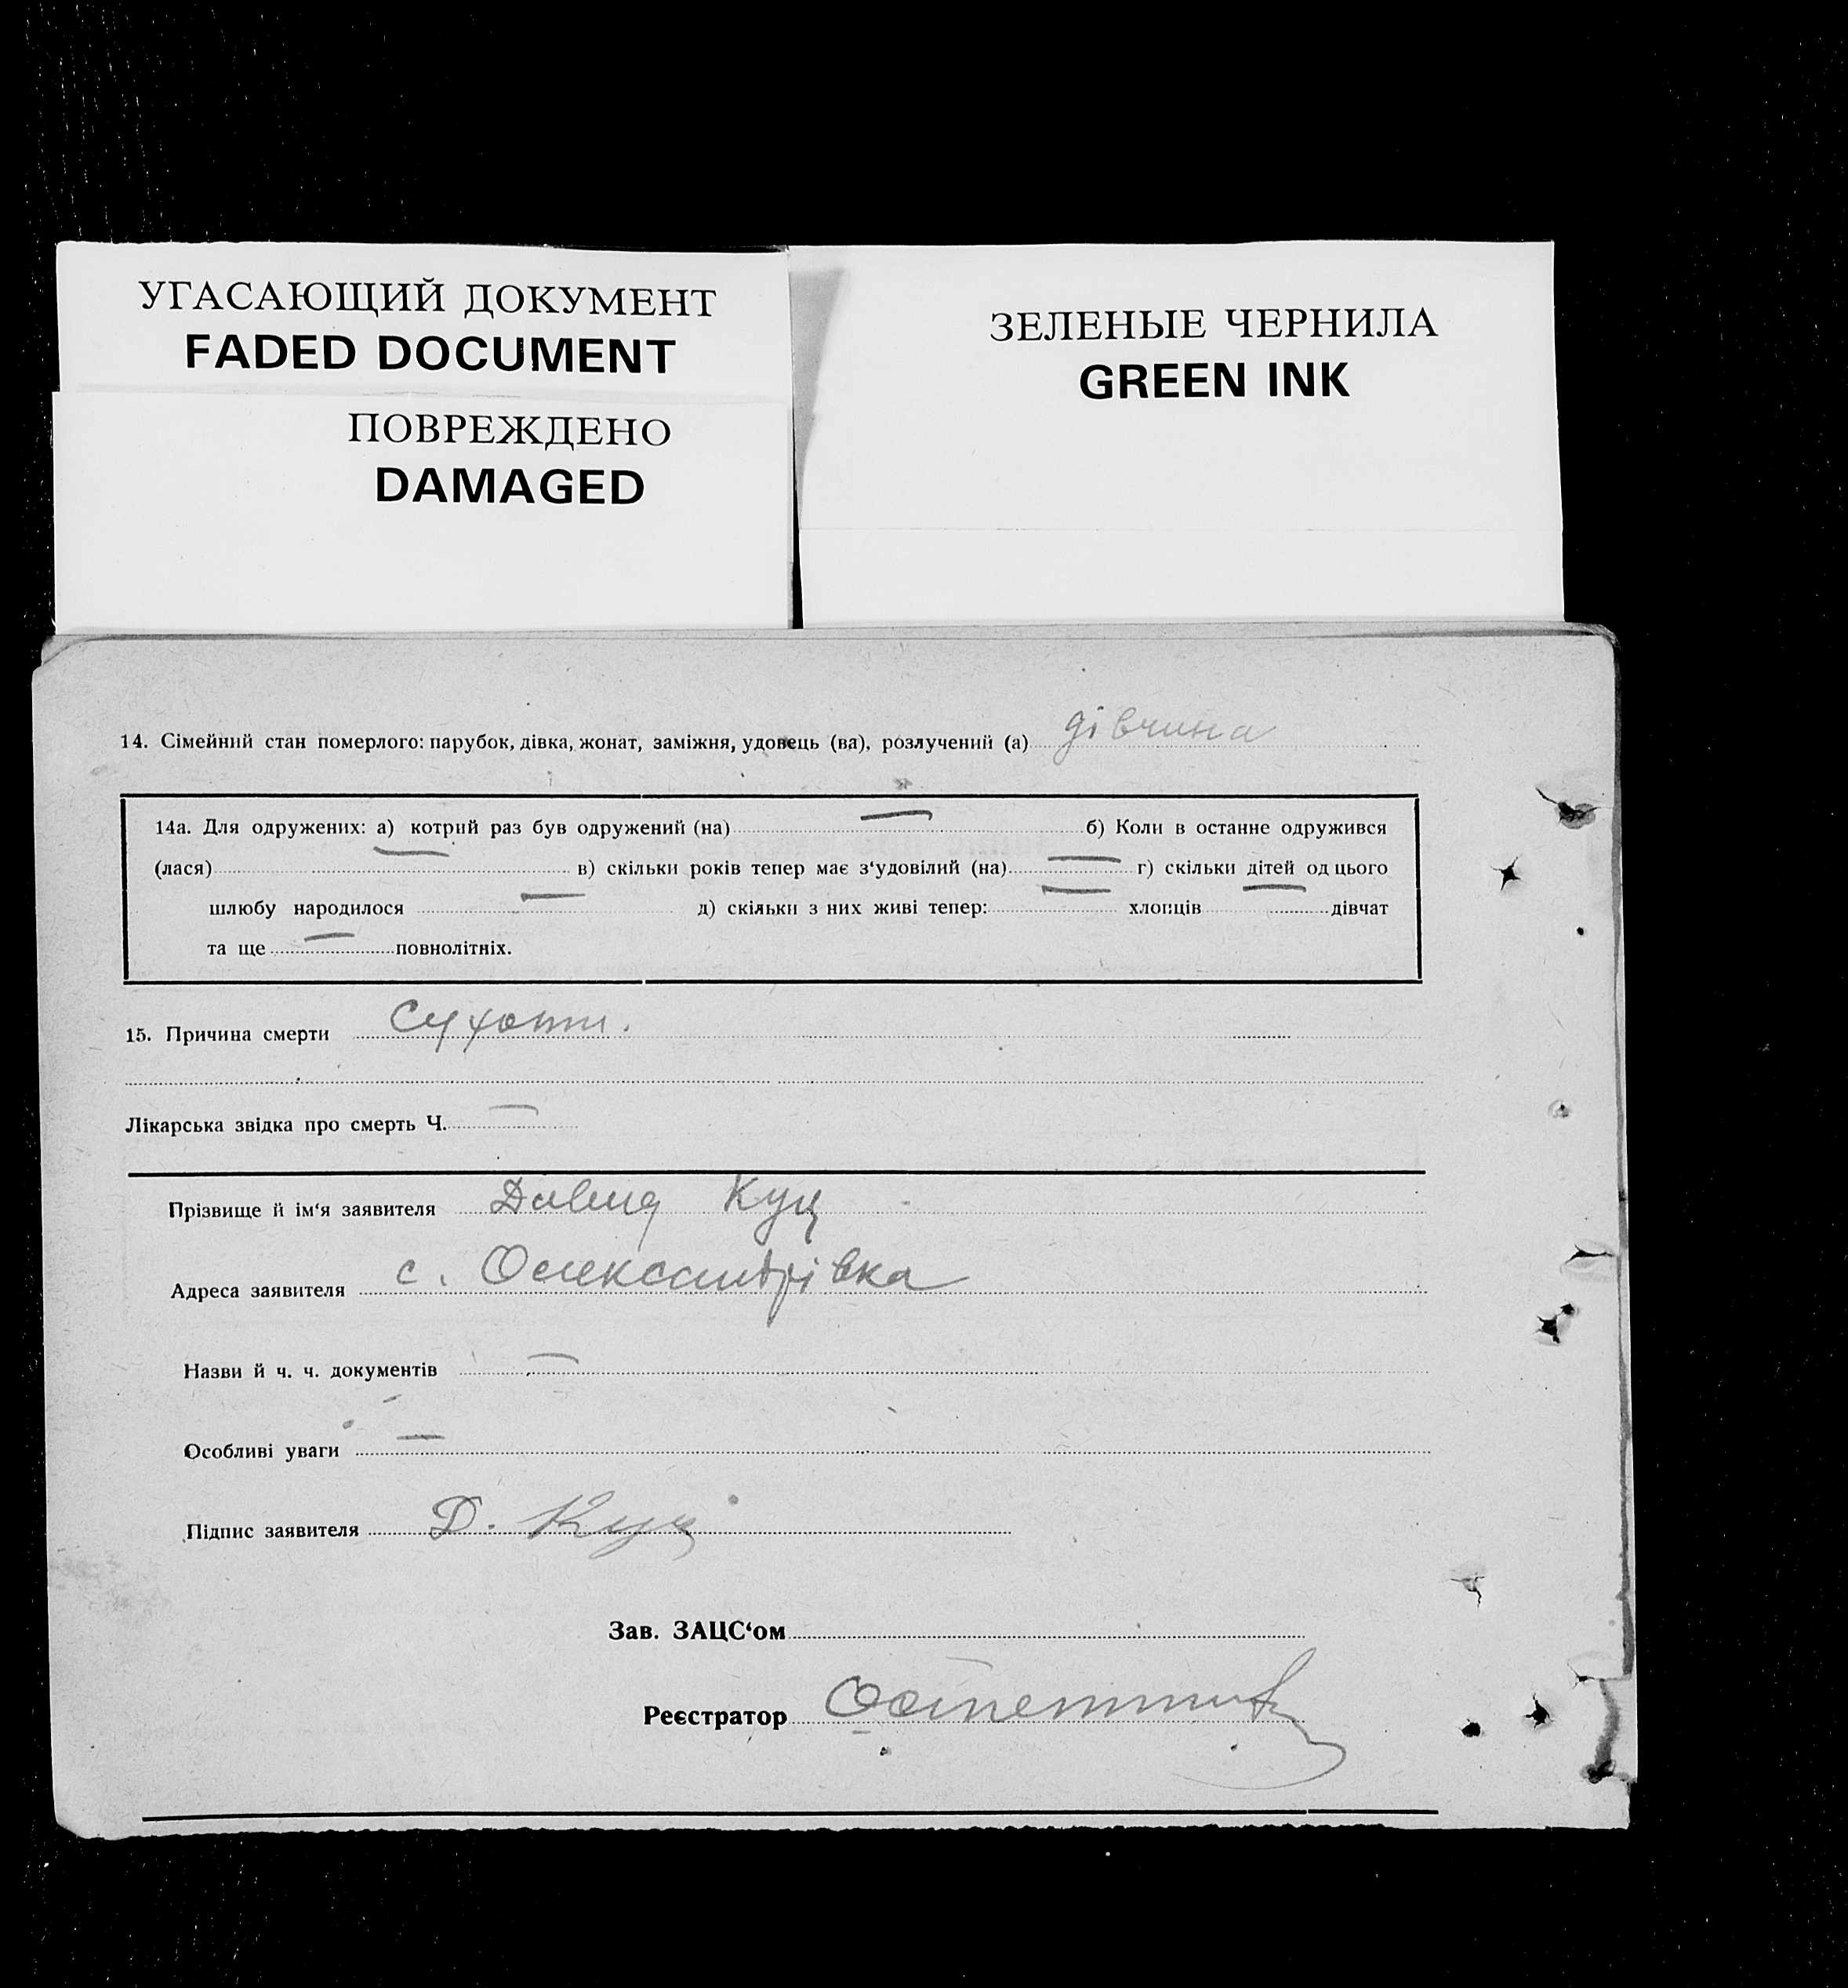 УГАСАЮЩИЙ ДОКУМЕНТ
FADED DOCUMENT
ПОВРЕЖДЕНО
DAMAGED
ЗЕЛЕНЫЕ ЧЕРНИЛА
GREEN INK
14. Сімейний стан померлого: парубок, дівка, жонат, заміжня, удовець (ва), розлучений (а) дівчина
14а. Для одружених: а) котрий раз був одружений (на) — б) Коли в останне одружився
(лася) — в) скільки років тепер має з‘удовілий (на) — г) скільки дітей од цього
шлюбу народилося — д) скільки з них живі тепер: — хлопців — дівчат
та ще — повнолітніх.
15. Причина смерти Сухоти.
Лікарська звідка про смерть Ч. —
Прізвище й ім‘я заявителя Давид Куц
Адреса заявителя с. Олександрівка
Назви й ч. ч. документів —
Особливі уваги —
Підпис заявителя Д. Куц
Зав. ЗАЦС‘ом
Реєстратор